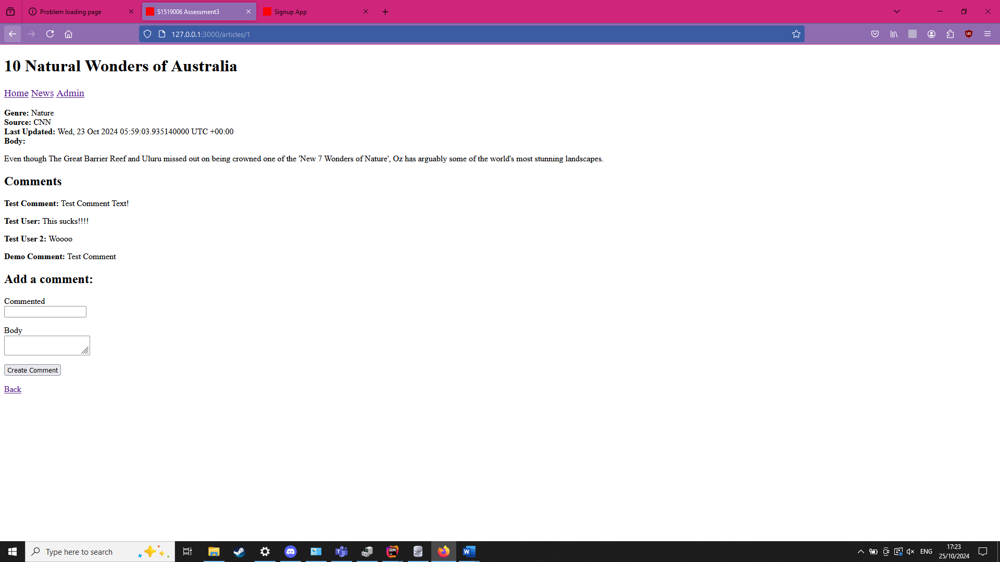 Problem loading page
S1519006 Assessment3
Signup App
127.0.0.1:3000/articles/1
10 Natural Wonders of Australia
Home News Admin
Genre: Nature
Source: CNN
Last Updated: Wed, 23 Oct 2024 05:59:03.935140000 UTC +00:00
Body:
Even though The Great Barrier Reef and Uluru missed out on being crowned one of the 'New 7 Wonders of Nature', Oz has arguably some of the world's most stunning landscapes.
Comments
Test Comment: Test Comment Text!
Test User: This sucks!!!!
Test User 2: Woooo
Demo Comment: Test Comment
Add a comment:
Commented
Body
Create Comment
Back
Type here to search
RM
W
ENG
17:23
25/10/2024